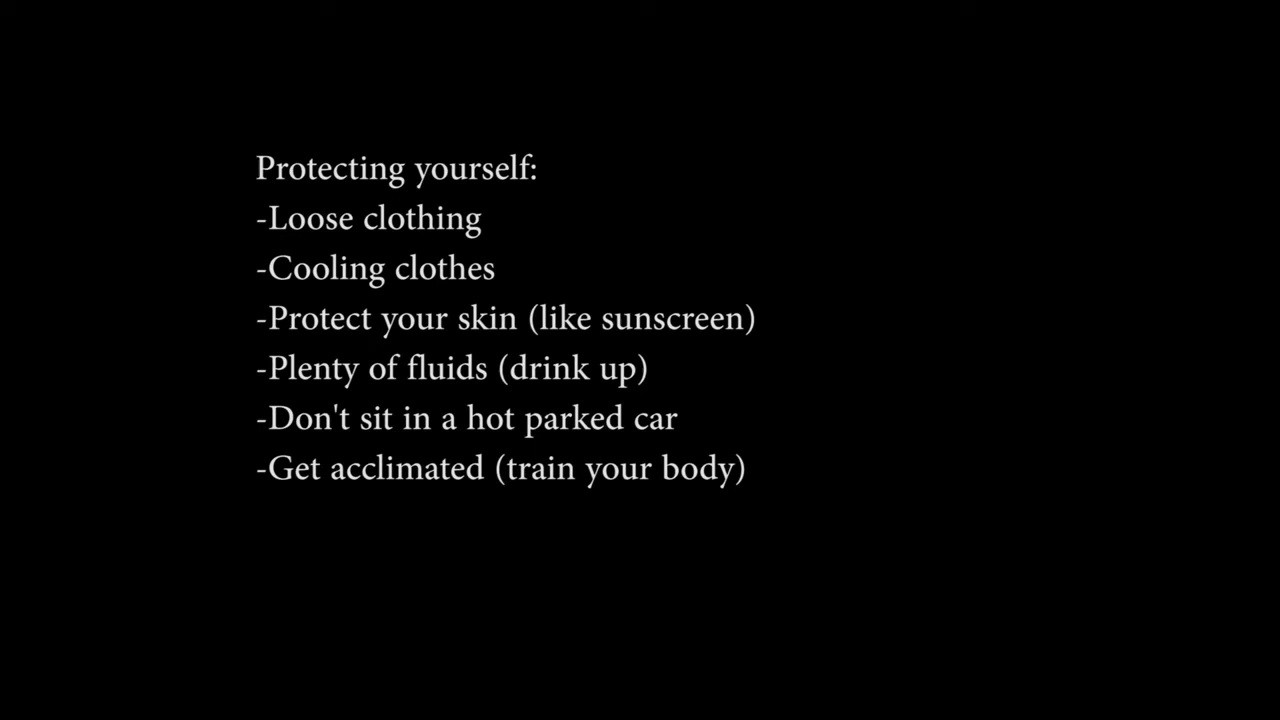 Protecting yourself:
-Loose clothing
-Cooling clothes
-Protect your skin (like sunscreen)
-Plenty of fluids (drink up)
-Don't sit in a hot parked car
-Get acclimated (train your body)